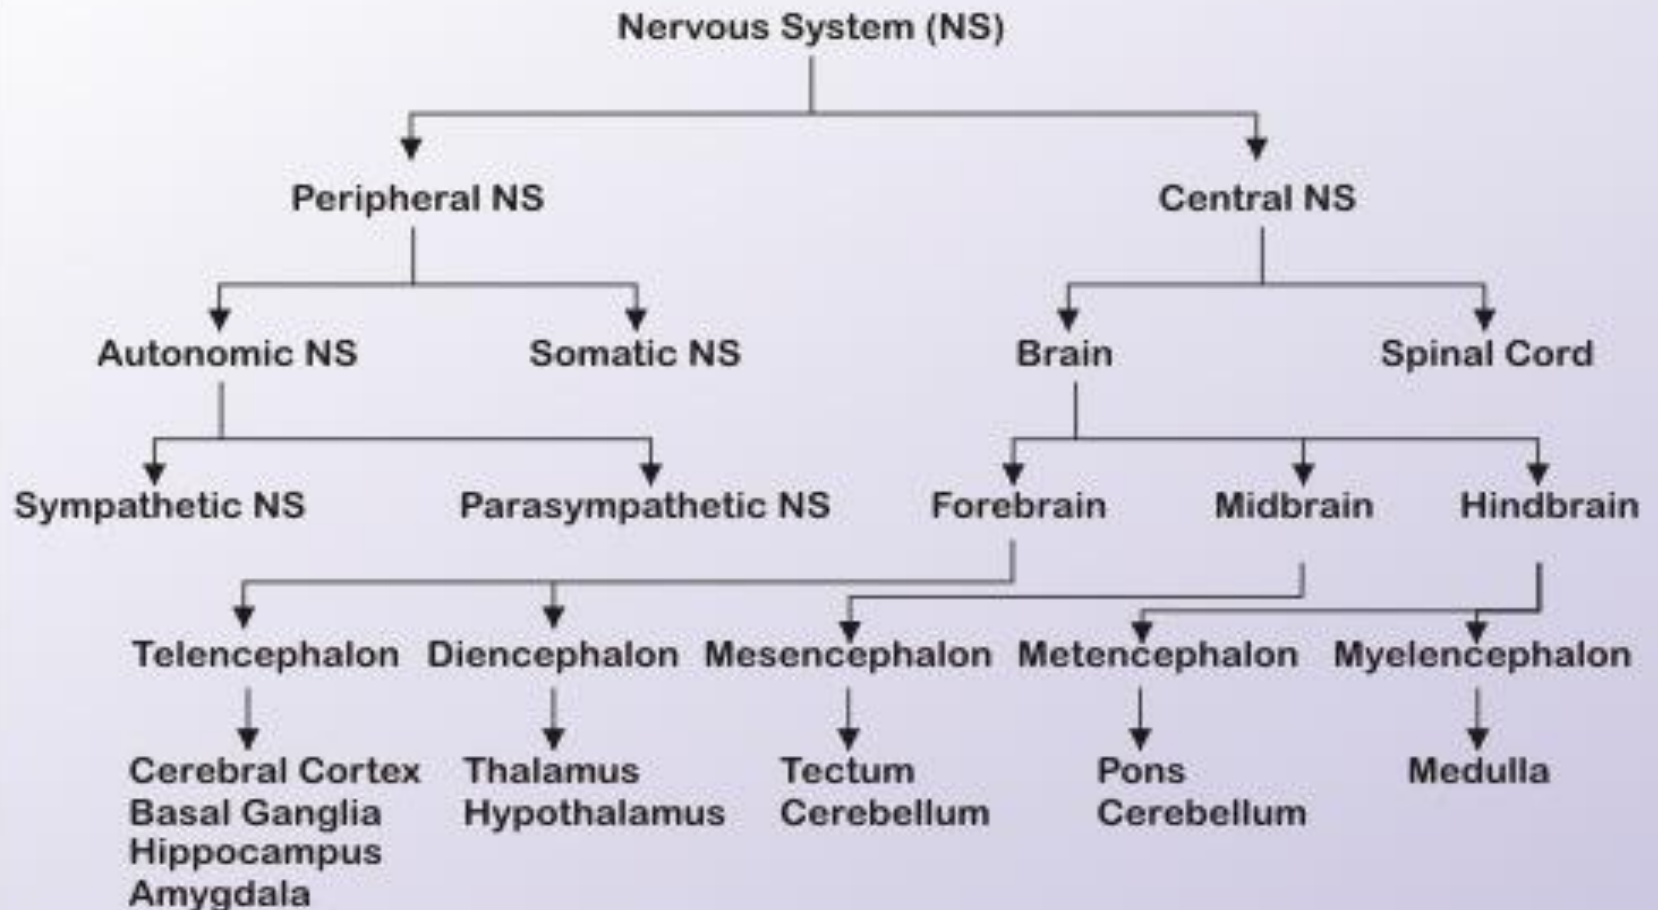 Nervous System (NS)
Peripheral NS
Central NS
Autonomic NS
Somatic NS
Brain
Spinal Cord
Sympathetic NS
Parasympathetic NS
Forebrain
Midbrain
Hindbrain
Telencephalon
Diencephalon
Mesencephalon
Metencephalon
Myelencephalon
Cerebral Cortex
Basal Ganglia
Hippocampus
Amygdala
Thalamus
Hypothalamus
Tectum
Cerebellum
Pons
Cerebellum
Medulla